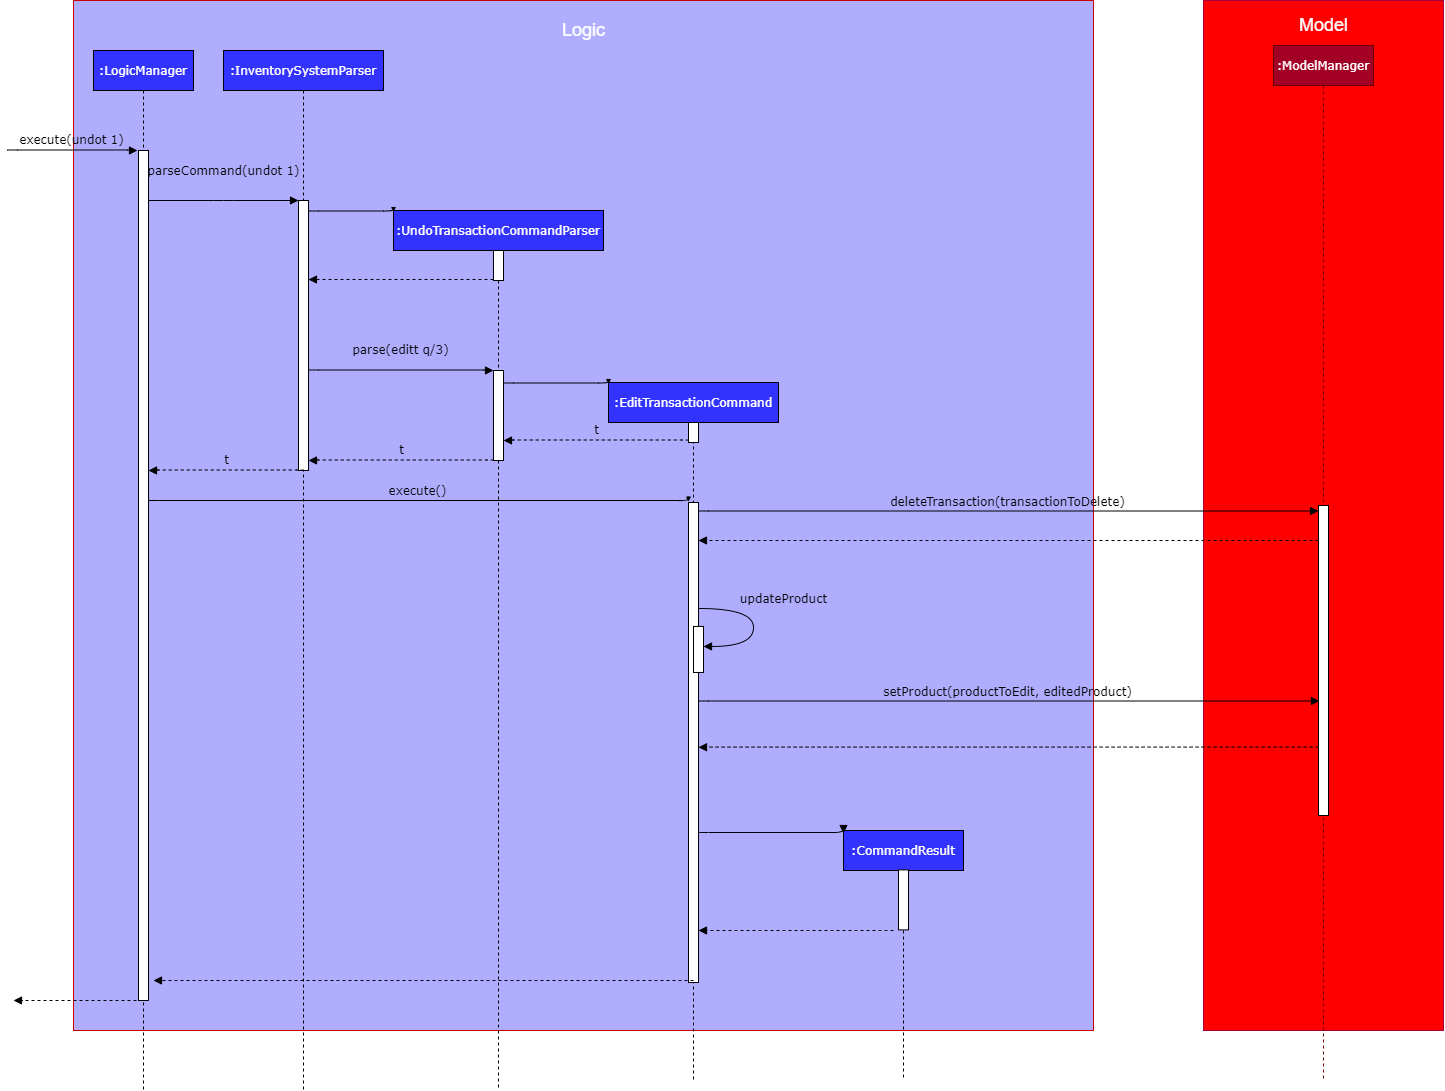 Logic
Model
:LogicManager
:InventorySystemParser
:ModelManager
execute(undot 1)
parseCommand(undot 1)
:UndoTransactionCommandParser
parse(editt q/3)
:EditTransactionCommand
t
t
t
execute()
deleteTransaction(transactionToDelete)
updateProduct
setProduct(productToEdit, editedProduct)
:CommandResult